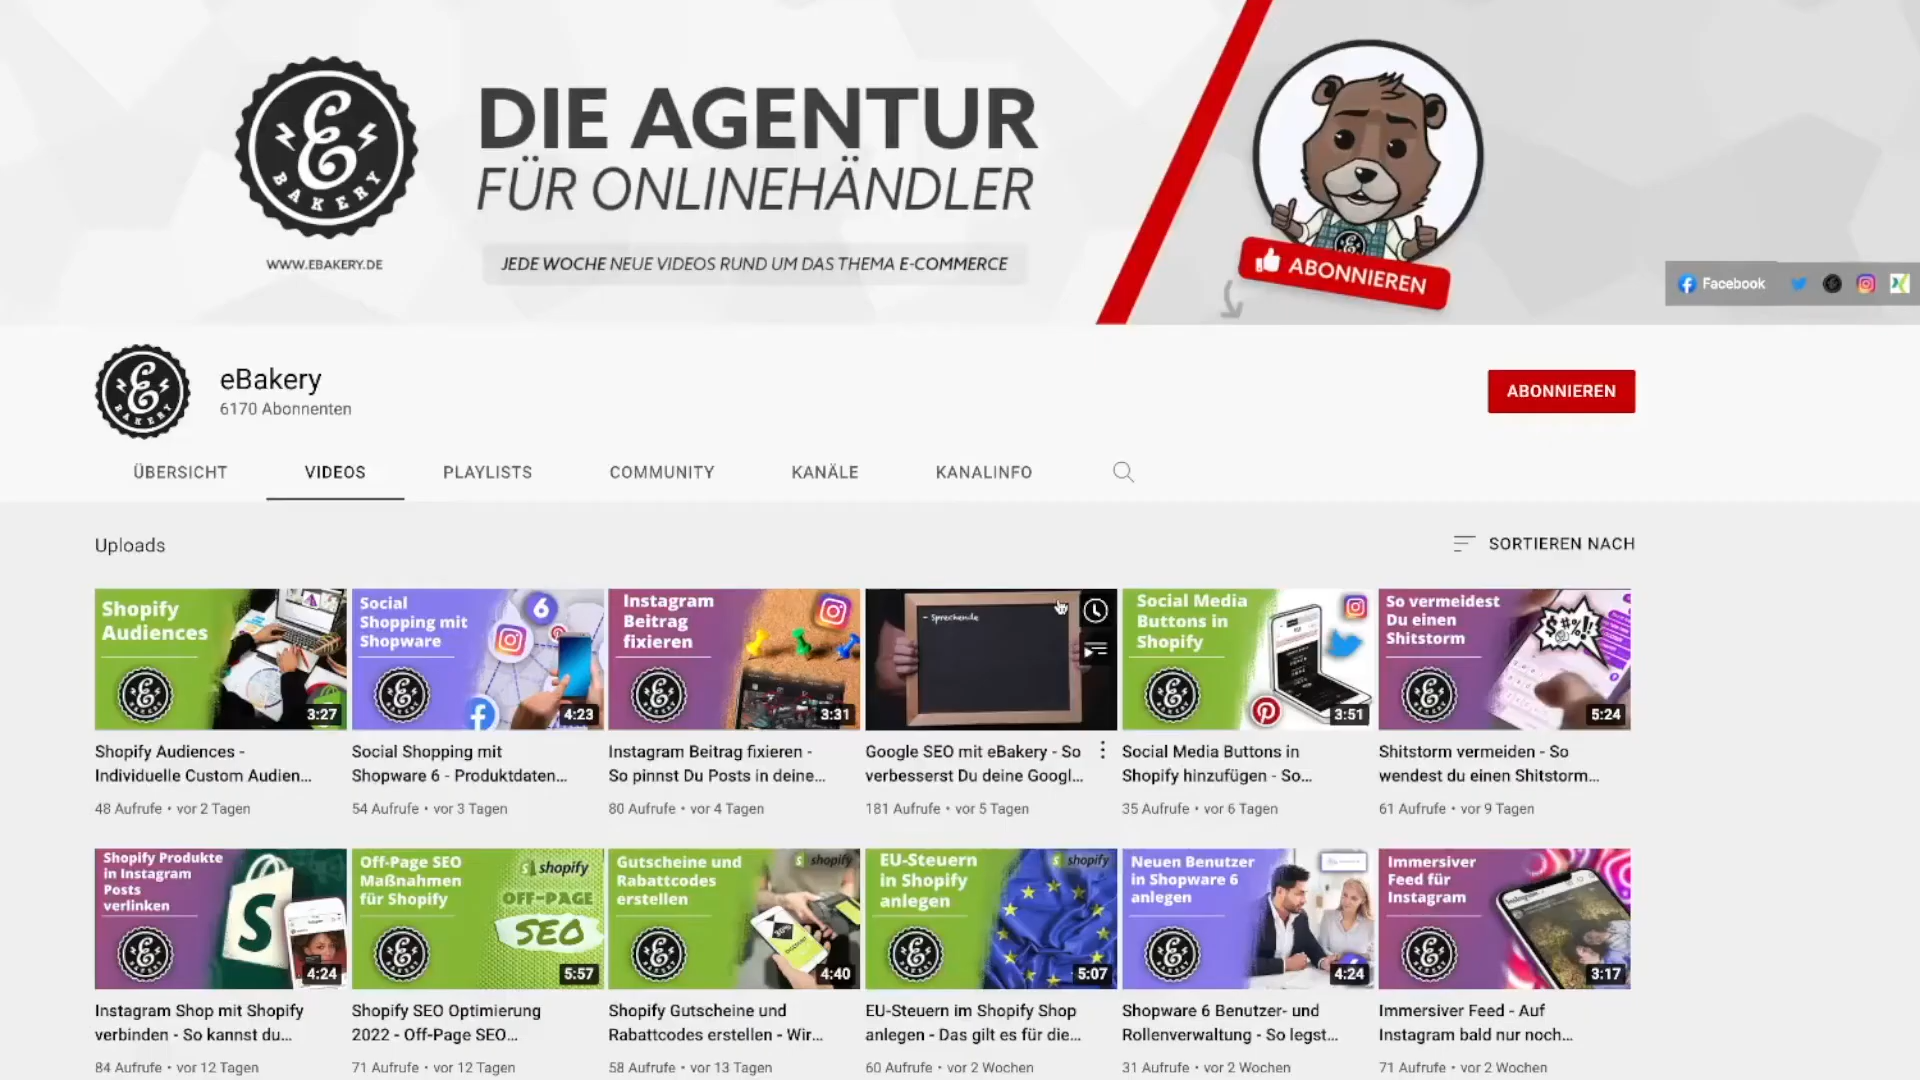 E
BAKERY
WWW.EBAKERY.DE
DIE AGENTUR
FÜR ONLINEHÄNDLER
JEDE WOCHE NEUE VIDEOS RUND UM DAS THEMA E-COMMERCE
ABONNIEREN
Facebook
eBakery
6170 Abonnenten
ABONNIEREN
ÜBERSICHT
VIDEOS
PLAYLISTS
COMMUNITY
KANÄLE
KANALINFO
Uploads
SORTIEREN NACH
Shopify
Audiences
3:27
Social
Shopping mit
Shopware
6
4:23
Instagram
Beitrag
fixieren
3:31
- Sprechende
Social Media
Buttons in
Shopify
3:51
So vermeidest
Du einen
Shitstorm
$#%!!
5:24
Shopify Audiences -
Individuelle Custom Audien...
48 Aufrufe • vor 2 Tagen
Social Shopping mit
Shopware 6 - Produktdaten...
54 Aufrufe • vor 3 Tagen
Instagram Beitrag fixieren -
So pinnst Du Posts in deine...
80 Aufrufe • vor 4 Tagen
Google SEO mit eBakery - So
verbesserst Du deine Googl...
181 Aufrufe • vor 5 Tagen
Social Media Buttons in
Shopify hinzufügen - So...
35 Aufrufe • vor 6 Tagen
Shitstorm vermeiden - So
wendest du einen Shitstorm...
61 Aufrufe • vor 9 Tagen
Shopify Produkte
in Instagram
Posts
verlinken
S
4:24
Off-Page SEO
Maßnahmen
für Shopify
shopify
OFF-PAGE
SEO
5:57
Gutscheine und
Rabattcodes
erstellen
shopify
4:40
EU-Steuern
in Shopify
anlegen
shopify
5:07
Neuen Benutzer
in Shopware 6
anlegen
4:24
Immersiver
Feed für
Instagram
3:17
Instagram Shop mit Shopify
verbinden - So kannst du...
84 Aufrufe • vor 12 Tagen
Shopify SEO Optimierung
2022 - Off-Page SEO...
71 Aufrufe • vor 12 Tagen
Shopify Gutscheine und
Rabattcodes erstellen - Wir...
58 Aufrufe • vor 13 Tagen
EU-Steuern im Shopify Shop
anlegen - Das gilt es für die...
60 Aufrufe • vor 2 Wochen
Shopware 6 Benutzer- und
Rollenverwaltung - So legst...
31 Aufrufe • vor 2 Wochen
Immersiver Feed - Auf
Instagram bald nur noch...
71 Aufrufe • vor 2 Wochen